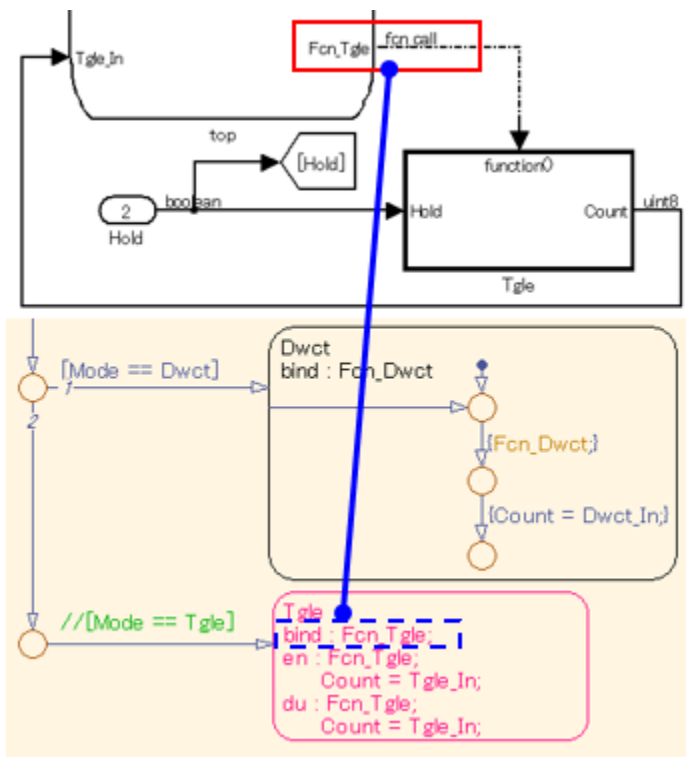 fcn_call
Fcn_Tgle
Tgle_In
top
[Hold]
function()
2
boolean
Hold
Hold
Count
uint8
Tgle
Dwct
[Mode == Dwct]
bind : Fcn_Dwct
1
2
{Fcn_Dwct;}
{Count = Dwct_In;}
//[Mode == Tgle]
Tgle
bind : Fcn_Tgle;
en : Fcn_Tgle;
Count = Tgle_In;
du : Fcn_Tgle;
Count = Tgle_In;